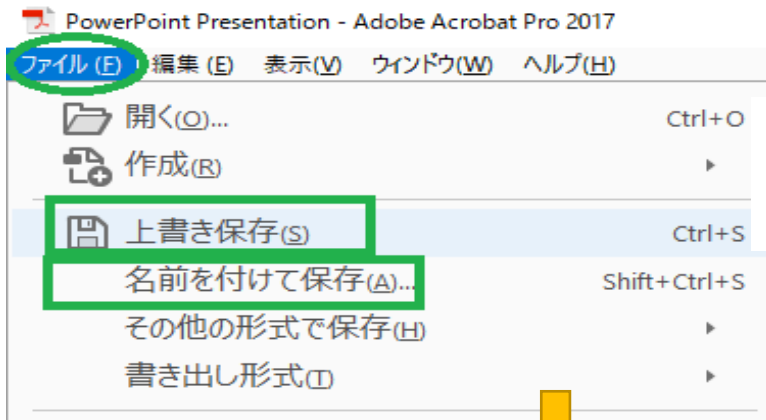 PowerPoint Presentation - Adobe Acrobat Pro 2017
ファイル (F) 編集 (E) 表示(V) ウィンドウ(W) ヘルプ(H)
開く(O)... Ctrl+O
作成(R)
上書き保存(S) Ctrl+S
名前を付けて保存(A)... Shift+Ctrl+S
その他の形式で保存(H)
書き出し形式(T)